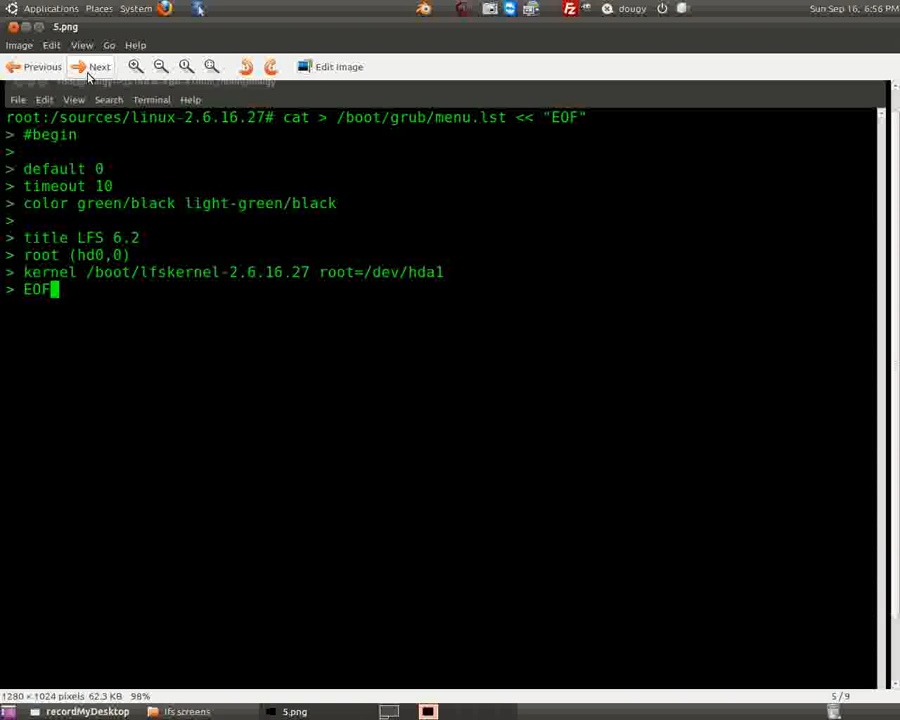 Applications Places System dougy Sun Sep 16, 6:56 PM
5.png
Image Edit View Go Help
Previous Next Edit Image
File Edit View Search Terminal Help
root:/sources/linux-2.6.16.27# cat > /boot/grub/menu.lst << "EOF"
> #begin
>
> default 0
> timeout 10
> color green/black light-green/black
>
> title LFS 6.2
> root (hd0,0)
> kernel /boot/lfskernel-2.6.16.27 root=/dev/hda1
> EOF
1280 × 1024 pixels 62.3 KB 98% 5 / 9
recordMyDesktop lfs screens 5.png